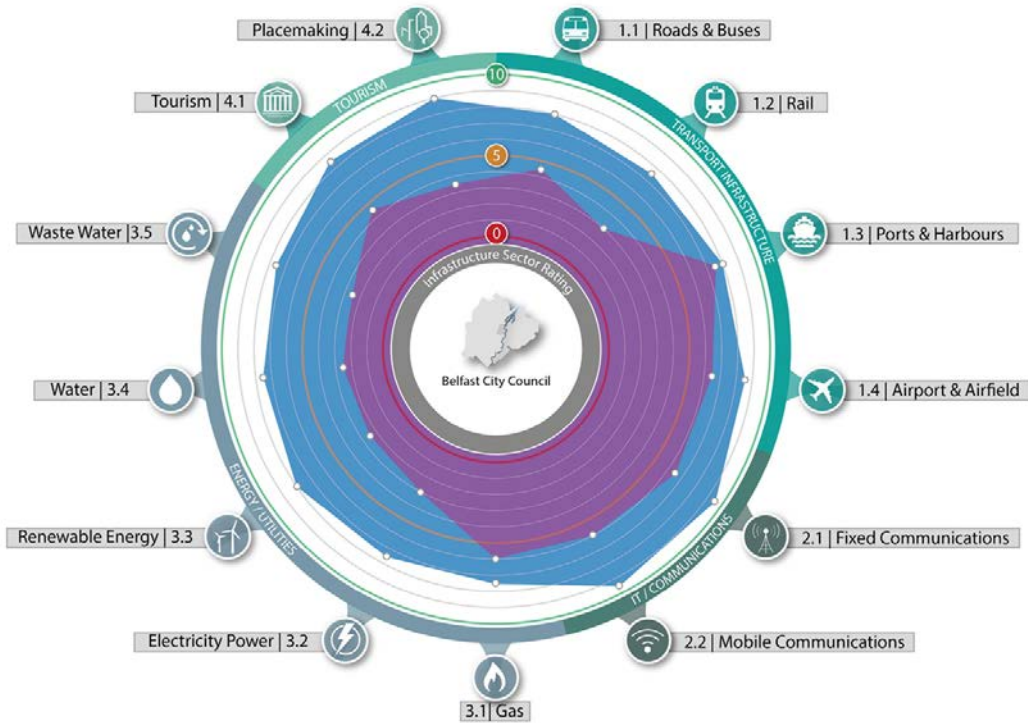 Placemaking | 4.2
1.1 | Roads & Buses
10
TOURISM
Tourism | 4.1
1.2 | Rail
TRANSPORT INFRASTRUCTURE
5
Waste Water |3.5
0
1.3 | Ports & Harbours
Infrastructure Sector Rating
Belfast City Council
Water | 3.4
1.4 | Airport & Airfield
ENERGY / UTILITIES
Renewable Energy | 3.3
2.1 | Fixed Communications
IT / COMMUNICATIONS
Electricity Power | 3.2
2.2 | Mobile Communications
3.1| Gas